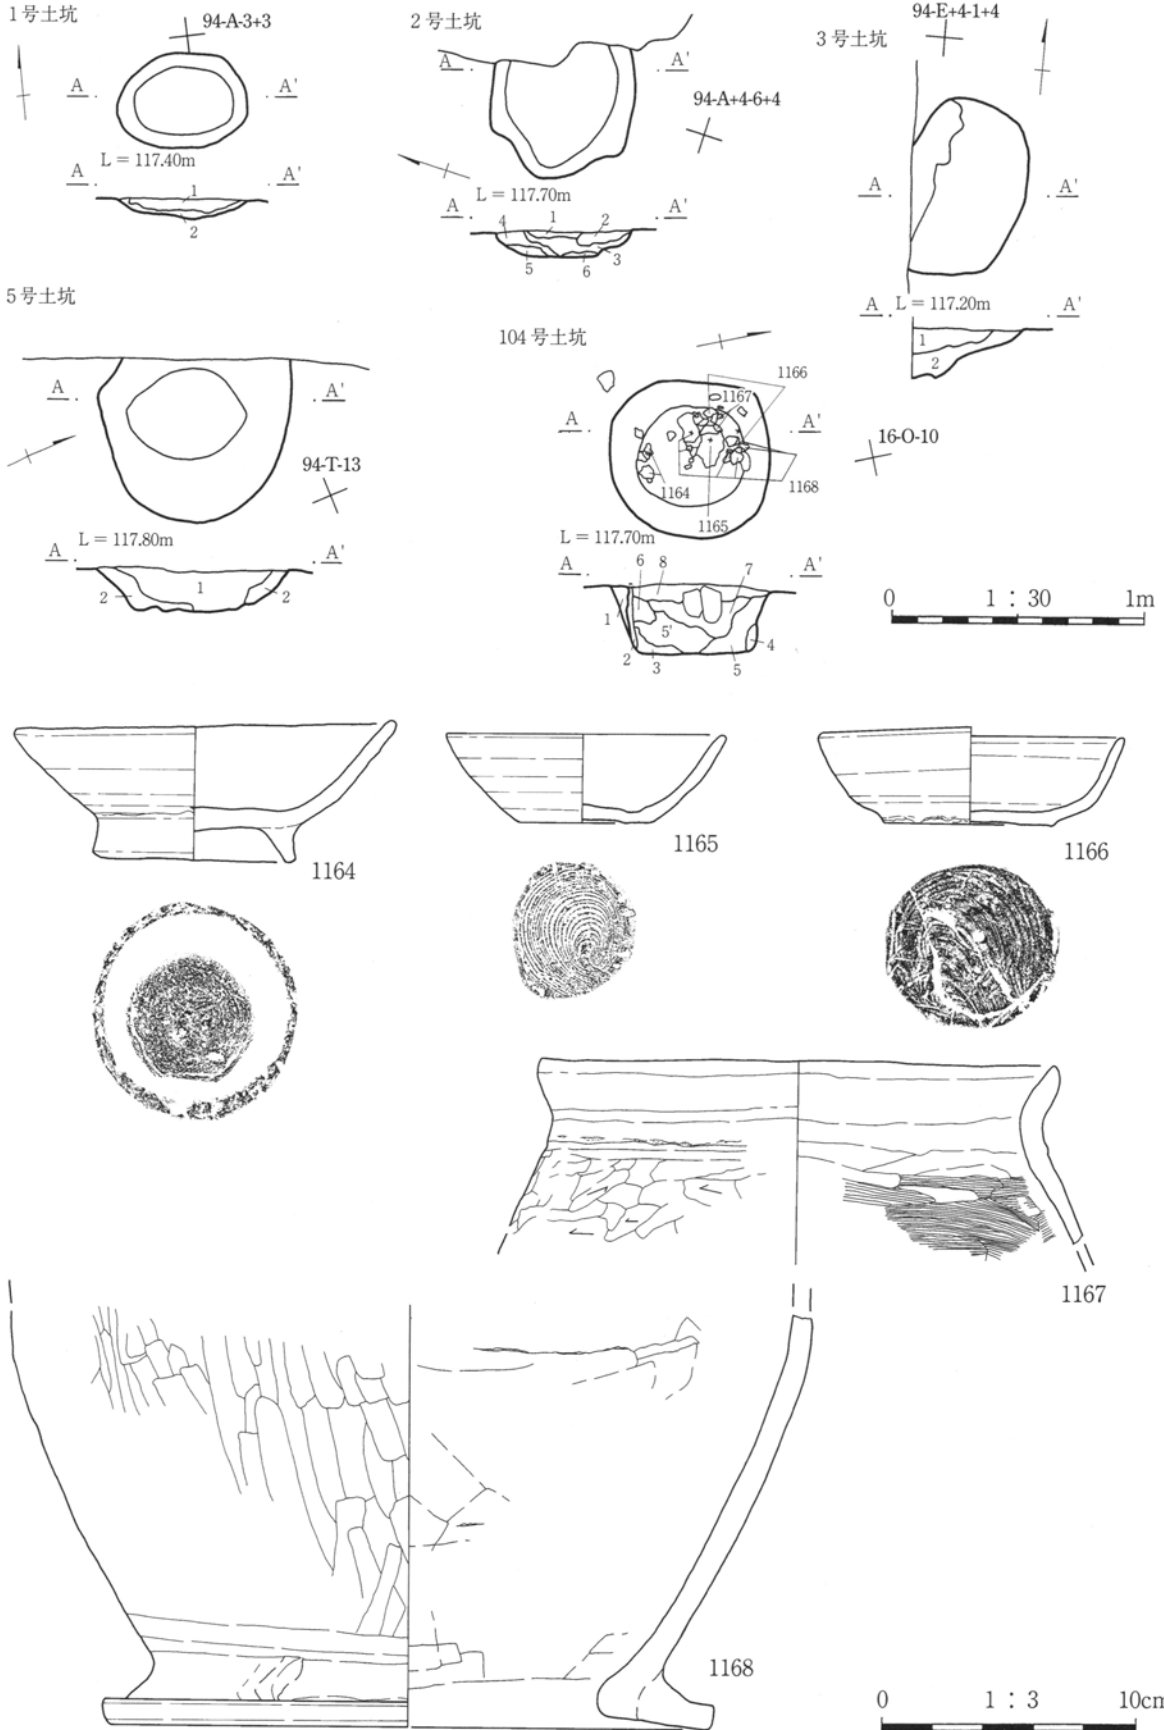 1号土坑
94-A-3+3
A
A'
L = 117.40m
A
A'
1
2
2号土坑
A
A'
94-A+4-6+4
L = 117.70m
A
A'
4
1
2
5
6
3
94-E+4-1+4
3号土坑
A
A'
A
L = 117.20m
A'
1
2
5号土坑
A
A'
94-T-13
L = 117.80m
A
A'
2
1
2
104号土坑
1166
1167
A
A'
16-O-10
1164
1168
1165
L = 117.70m
A
A'
6
8
7
1
5'
4
2
3
5
0
1 : 30
1m
1164
1165
1166
1167
1168
0
1 : 3
10cm